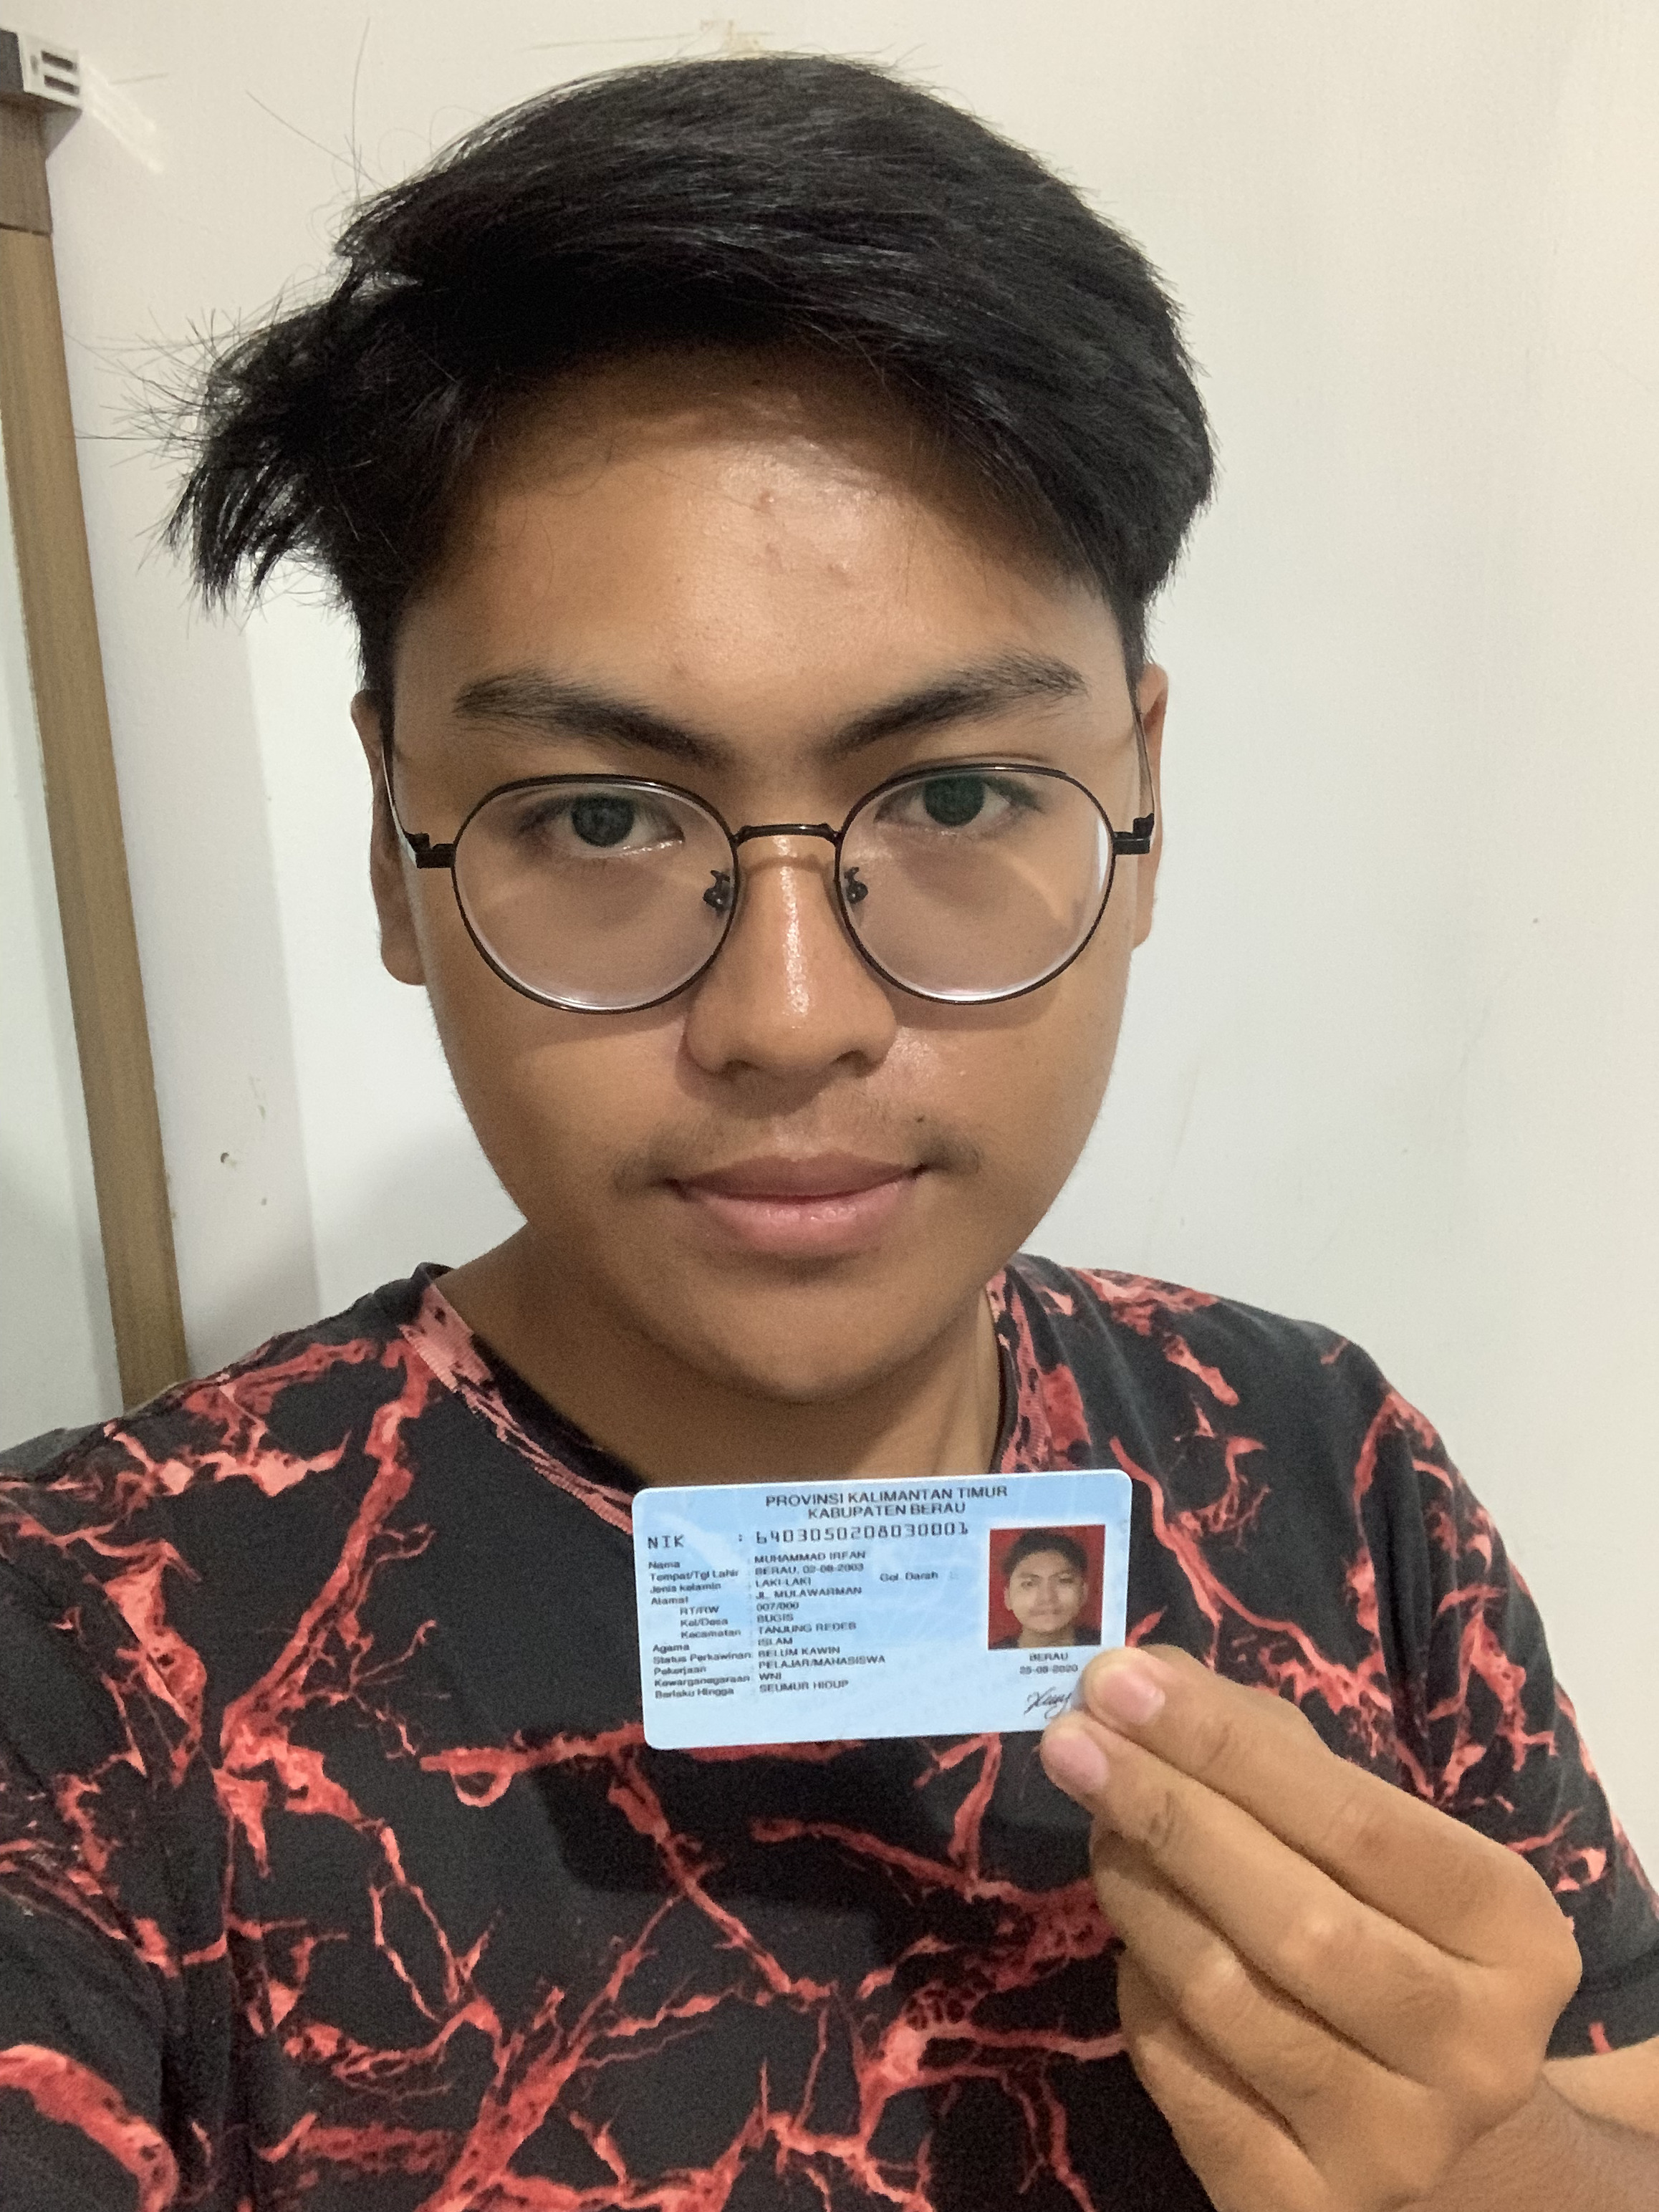 PROVINSI KALIMANTAN TIMUR
KABUPATEN BERAU
NIK : 6403050208030001
Nama : MUHAMMAD IRFAN
Tempat/Tgl Lahir : BERAU, 02-08-2003
Jenis kelamin : LAKI-LAKI Gol. Darah :
Alamat : JL. MULAWARMAN
RT/RW : 007/000
Kel/Desa : BUGIS
Kecamatan : TANJUNG REDEB
Agama : ISLAM
Status Perkawinan: BELUM KAWIN
Pekerjaan : PELAJAR/MAHASISWA
Kewarganegaraan: WNI
Berlaku Hingga : SEUMUR HIDUP
BERAU
25-08-2020